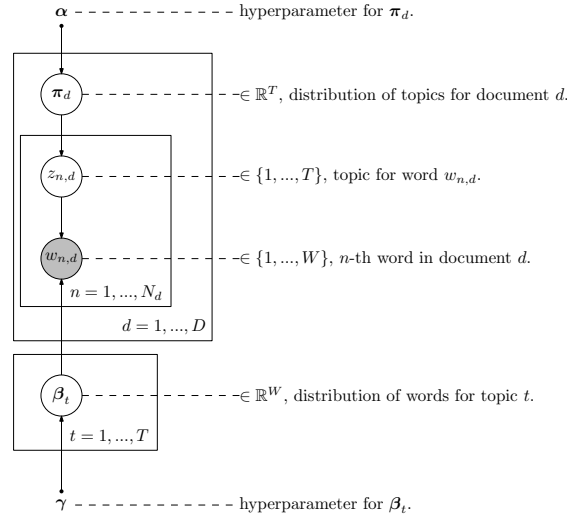 α hyperparameter for π_d.
π_d ∈ ℝ^T, distribution of topics for document d.
z_{n,d} ∈ {1, ..., T}, topic for word w_{n,d}.
w_{n,d} ∈ {1, ..., W}, n-th word in document d.
n = 1, ..., N_d
d = 1, ..., D
β_t ∈ ℝ^W, distribution of words for topic t.
t = 1, ..., T
γ hyperparameter for β_t.